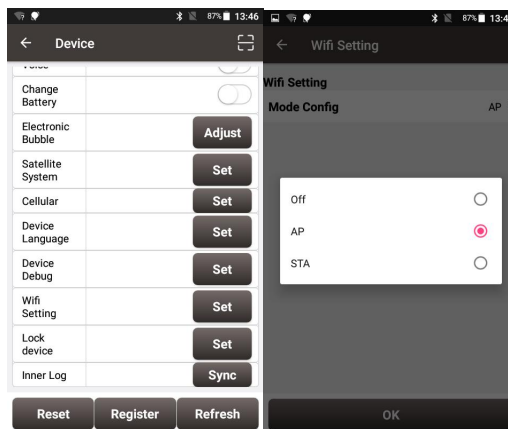 87% 13:46
Device
Voice
Change
Battery
Electronic
Bubble
Adjust
Satellite
System
Set
Cellular
Set
Device
Language
Set
Device
Debug
Set
Wifi
Setting
Set
Lock
device
Set
Inner Log
Sync
Reset
Register
Refresh
87% 13:4
Wifi Setting
Wifi Setting
Mode Config
AP
Off
AP
STA
OK